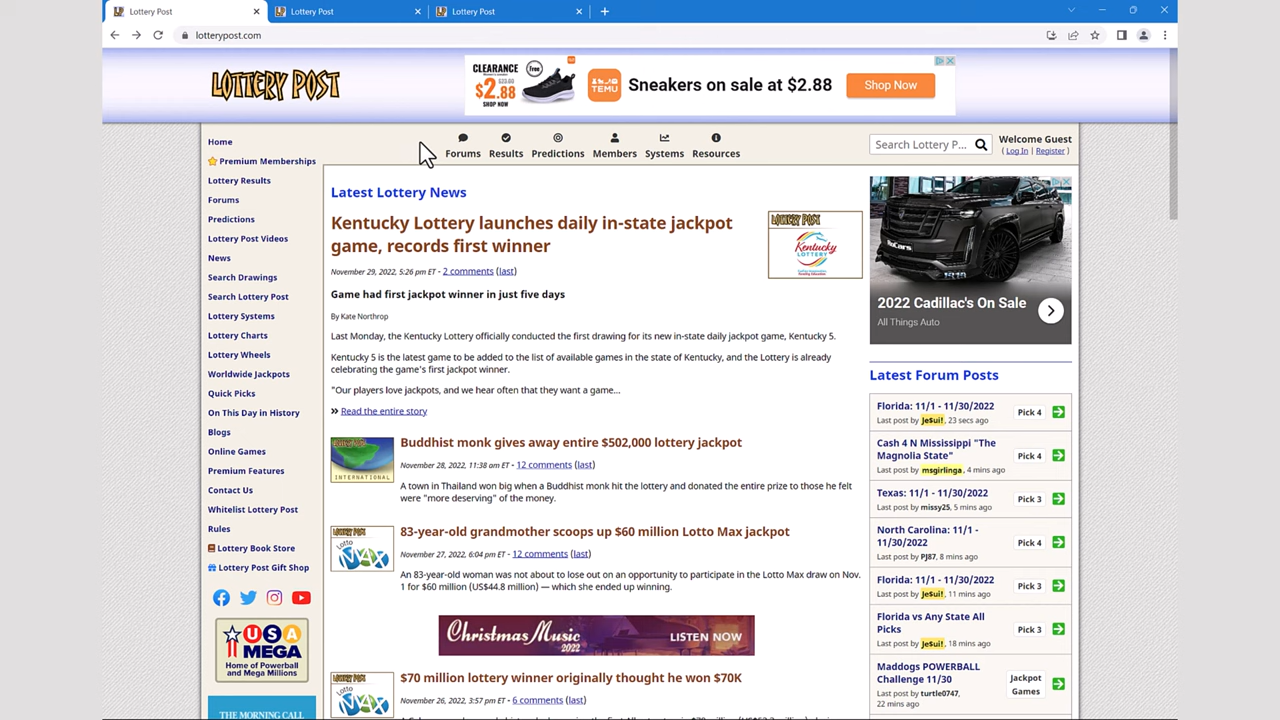 Lottery Post
Lottery Post
Lottery Post
lotterypost.com
LOTTERY POST
CLEARANCE
Free
$2.88
$23.60
SHOP NOW
TEMU
Sneakers on sale at $2.88
Shop Now
Forums
Results
Predictions
Members
Systems
Resources
Search Lottery P...
Welcome Guest
( Log In | Register )
Home
Premium Memberships
Lottery Results
Forums
Predictions
Lottery Post Videos
News
Search Drawings
Search Lottery Post
Lottery Systems
Lottery Charts
Lottery Wheels
Worldwide Jackpots
Quick Picks
On This Day in History
Blogs
Online Games
Premium Features
Contact Us
Whitelist Lottery Post
Rules
Lottery Book Store
Lottery Post Gift Shop
USA
MEGA
Home of Powerball
and Mega Millions
THE MORNING CALL
Latest Lottery News
Kentucky Lottery launches daily in-state jackpot
game, records first winner
November 29, 2022, 5:26 pm ET - 2 comments (last)
Game had first jackpot winner in just five days
By Kate Northrop
Last Monday, the Kentucky Lottery officially conducted the first drawing for its new in-state daily jackpot game, Kentucky 5.
Kentucky 5 is the latest game to be added to the list of available games in the state of Kentucky, and the Lottery is already
celebrating the game's first jackpot winner.
"Our players love jackpots, and we hear often that they want a game...
» Read the entire story
LOTTERY POST
Kentucky
LOTTERY
INTERNATIONAL
Buddhist monk gives away entire $502,000 lottery jackpot
November 28, 2022, 11:38 am ET - 12 comments (last)
A town in Thailand won big when a Buddhist monk hit the lottery and donated the entire prize to those he felt
were "more deserving" of the money.
LOTTERY POST
Lotto
MAX
83-year-old grandmother scoops up $60 million Lotto Max jackpot
November 27, 2022, 6:04 pm ET - 12 comments (last)
An 83-year-old woman was not about to lose out on an opportunity to participate in the Lotto Max draw on Nov.
1 for $60 million (US$44.8 million) — which she ended up winning.
Christmas Music
2022
LISTEN NOW
LOTTERY POST
Lotto
MAX
$70 million lottery winner originally thought he won $70K
November 26, 2022, 3:57 pm ET - 6 comments (last)
RoCars
2022 Cadillac's On Sale
All Things Auto
Latest Forum Posts
Florida: 11/1 - 11/30/2022
Last post by Je$ui!, 23 secs ago
Pick 4
Cash 4 N Mississippi "The
Magnolia State"
Last post by msgirlinga, 4 mins ago
Pick 4
Texas: 11/1 - 11/30/2022
Last post by missy25, 5 mins ago
Pick 3
North Carolina: 11/1 -
11/30/2022
Last post by PJ87, 8 mins ago
Pick 4
Florida: 11/1 - 11/30/2022
Last post by Je$ui!, 11 mins ago
Pick 3
Florida vs Any State All
Picks
Last post by Je$ui!, 18 mins ago
Pick 3
Maddogs POWERBALL
Challenge 11/30
Last post by turtle0747,
22 mins ago
Jackpot
Games